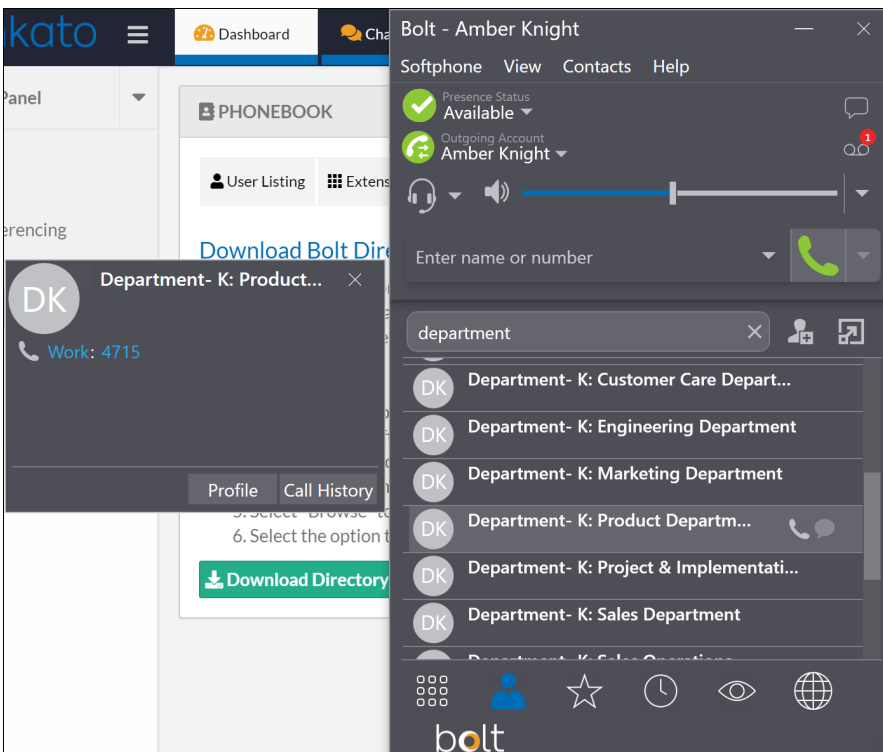 kato
Dashboard
Cha
Panel
PHONEBOOK
User Listing
Extens
erencing
Download Bolt Dire
DK
Department- K: Product...
Work: 4715
Profile
Call History
5. Select "Browse" to
6. Select the option t
Download Directory
Bolt - Amber Knight
Softphone View Contacts Help
Presence Status
Available
Outgoing Account
Amber Knight
1
Enter name or number
department
DK
Department- K: Customer Care Depart...
DK
Department- K: Engineering Department
DK
Department- K: Marketing Department
DK
Department- K: Product Departm...
DK
Department- K: Project & Implementati...
DK
Department- K: Sales Department
Department- K: Sales Operations
bolt